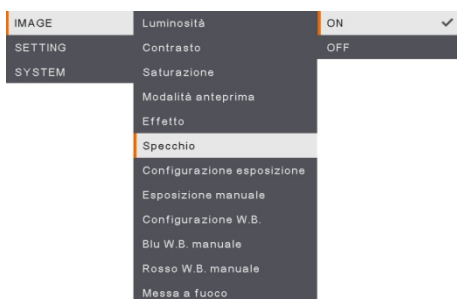 IMAGE
SETTING
SYSTEM
Luminosità
Contrasto
Saturazione
Modalità anteprima
Effetto
Specchio
Configurazione esposizione
Esposizione manuale
Configurazione W.B.
Blu W.B. manuale
Rosso W.B. manuale
Messa a fuoco
ON
OFF